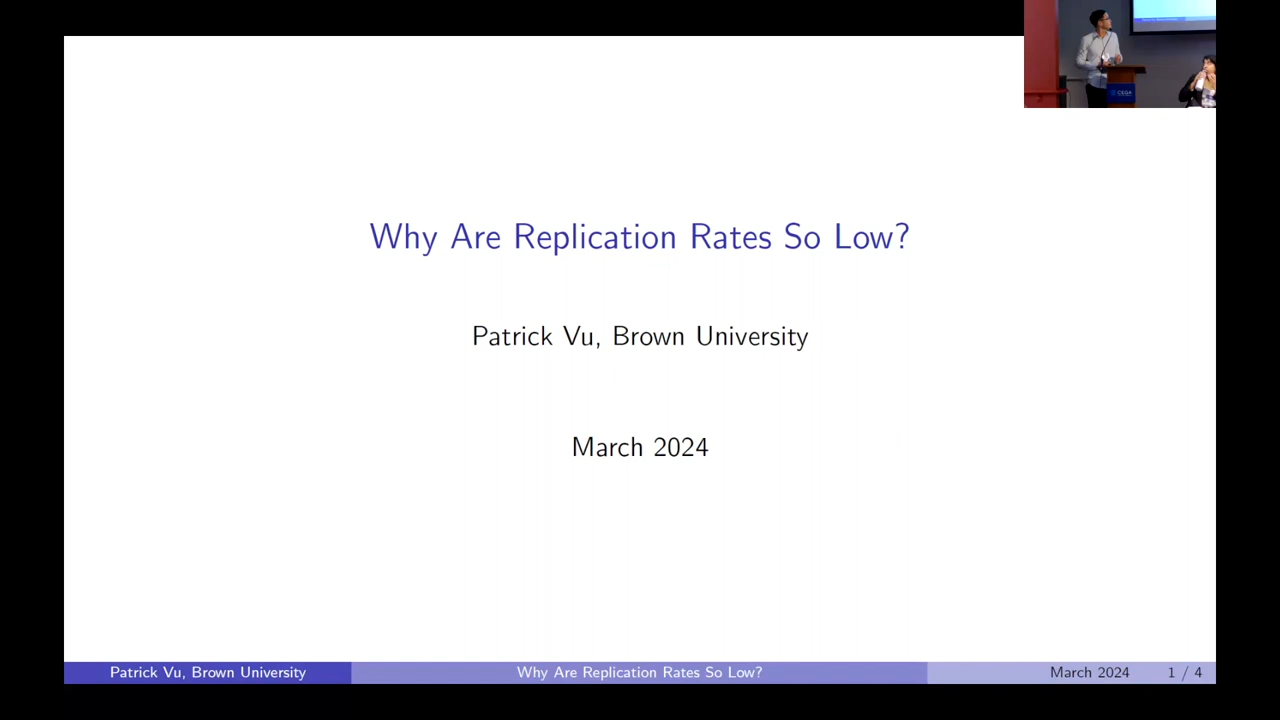 Why Are Replication Rates So Low?
Patrick Vu, Brown University
March 2024
CEQA
Patrick Vu, Brown University
Why Are Replication Rates So Low?
March 2024
1 / 4